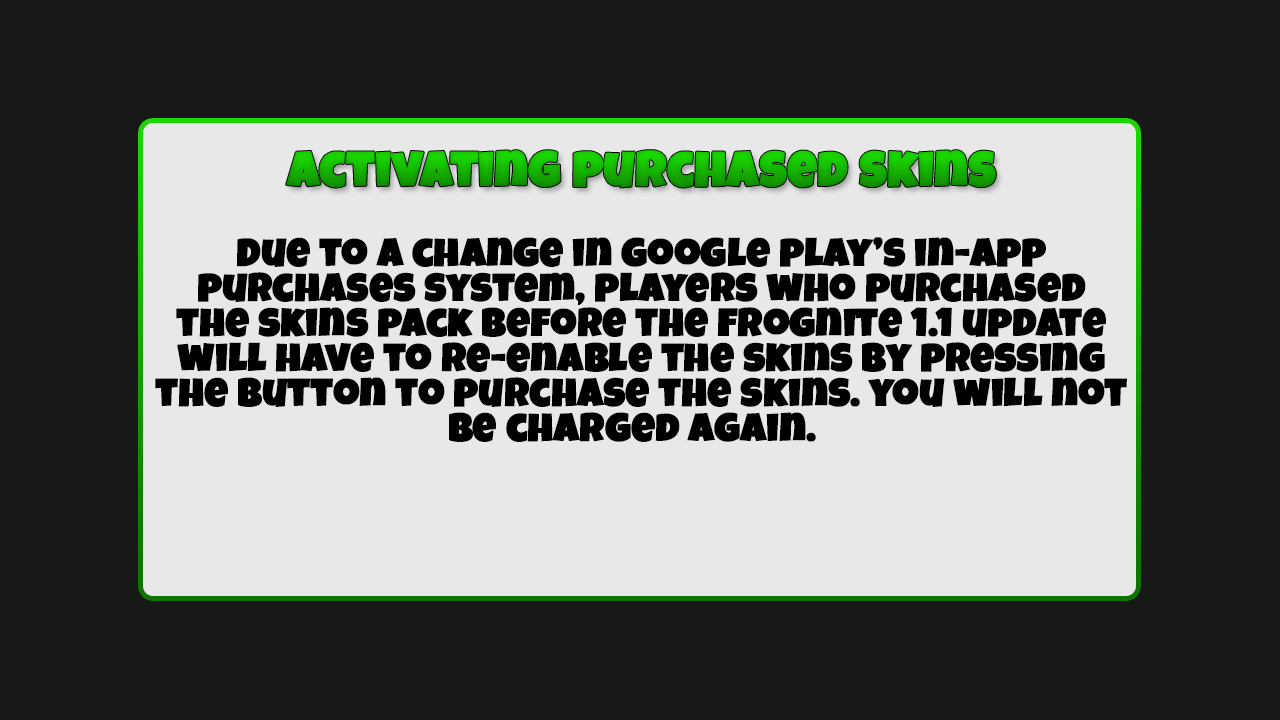 Activating Purchased Skins
Due to a change in Google Play's in-app
purchases system, players who purchased
the skins pack before the Frognite 1.1 update
will have to re-enable the skins by pressing
the button to purchase the skins. You will not
be charged again.